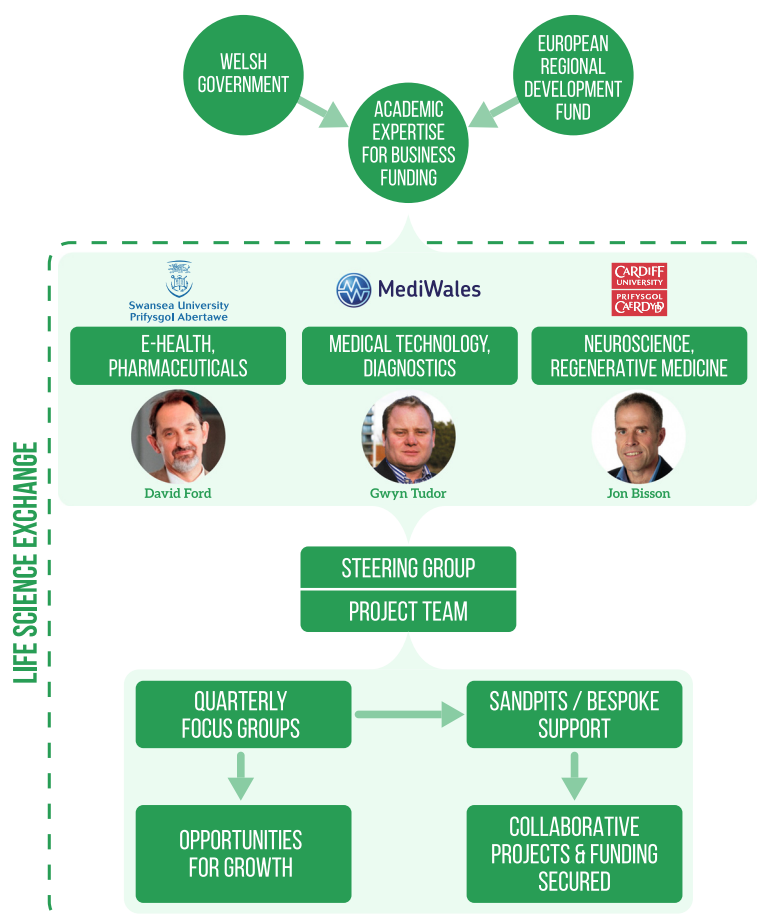 WELSH
GOVERNMENT
EUROPEAN
REGIONAL
DEVELOPMENT
FUND
ACADEMIC
EXPERTISE
FOR BUSINESS
FUNDING
LIFE SCIENCE EXCHANGE
Swansea University
Prifysgol Abertawe
MediWales
CARDIFF
UNIVERSITY
PRIFYSGOL
CAERDYDD
E-HEALTH,
PHARMACEUTICALS
MEDICAL TECHNOLOGY,
DIAGNOSTICS
NEUROSCIENCE,
REGENERATIVE MEDICINE
David Ford
Gwyn Tudor
Jon Bisson
STEERING GROUP
PROJECT TEAM
QUARTERLY
FOCUS GROUPS
SANDPITS / BESPOKE
SUPPORT
OPPORTUNITIES
FOR GROWTH
COLLABORATIVE
PROJECTS & FUNDING
SECURED